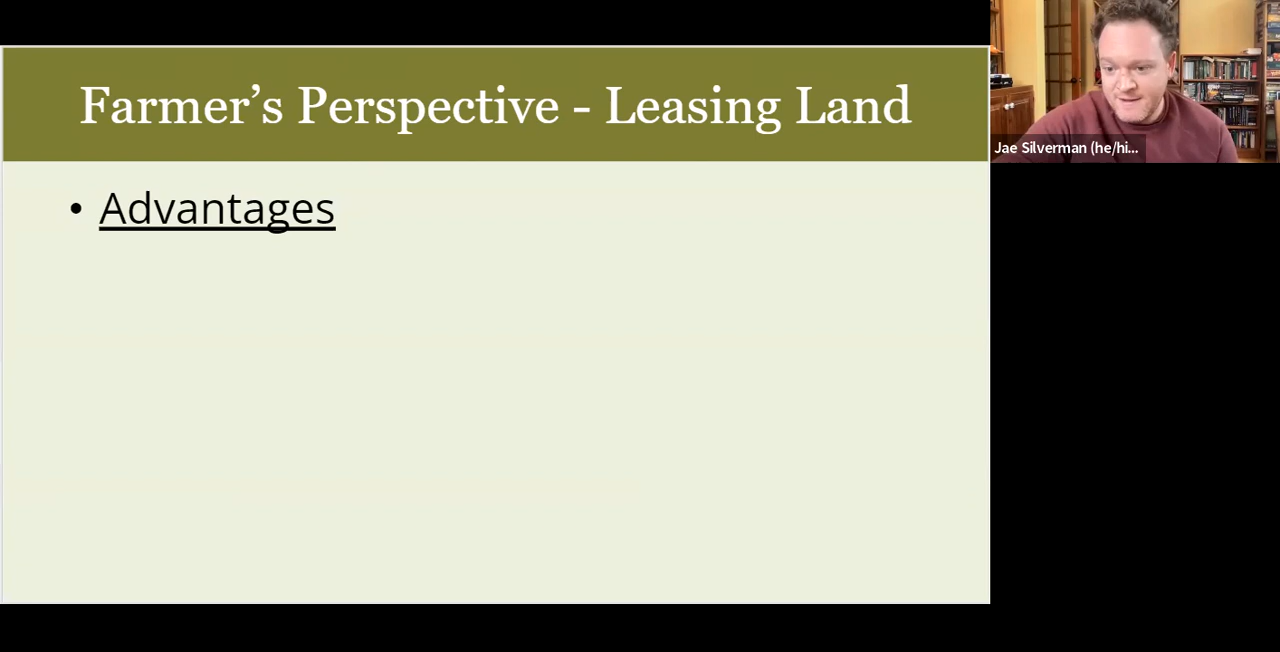 Farmer’s Perspective - Leasing Land
• Advantages
Jae Silverman (he/hi...